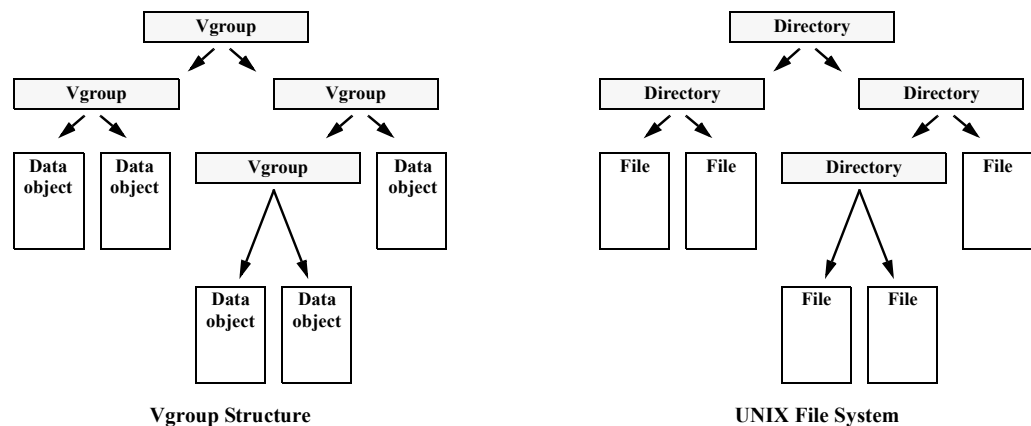 Vgroup
Vgroup
Vgroup
Data
object
Data
object
Vgroup
Data
object
Data
object
Data
object
Vgroup Structure
Directory
Directory
Directory
File
File
Directory
File
File
File
UNIX File System